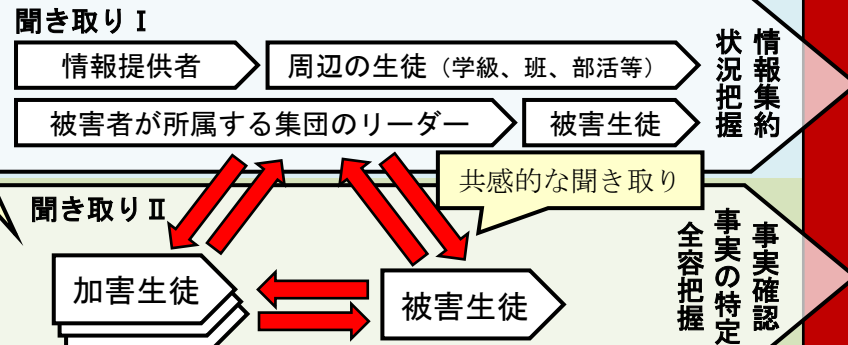 聞き取りⅠ
情報提供者
周辺の生徒（学級、班、部活等）
被害者が所属する集団のリーダー
被害生徒
情報集約
状況把握
共感的な聞き取り
聞き取りⅡ
加害生徒
被害生徒
事実確認
事実の特定
全容把握